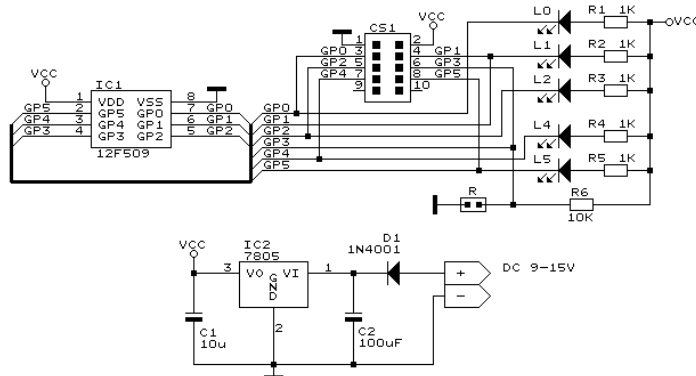 CS1
VCC
1 2
GP0 3 4 GP1
GP2 5 6 GP3
GP4 7 8 GP5
9 10
L0 R1 1K
VCC
L1 R2 1K
L2 R3 1K
L4 R4 1K
L5 R5 1K
R R6
10K
VCC
IC1
1 VDD VSS 8
GP5 2 GP5 GP0 7 GP0
GP4 3 GP4 GP1 6 GP1
GP3 4 GP3 GP2 5 GP2
12F509
GP0
GP1
GP2
GP3
GP4
GP5
VCC
IC2
7805
3 VO VI 1
GND
2
D1
1N4001
+
-
DC 9-15V
C1
10u
C2
100uF